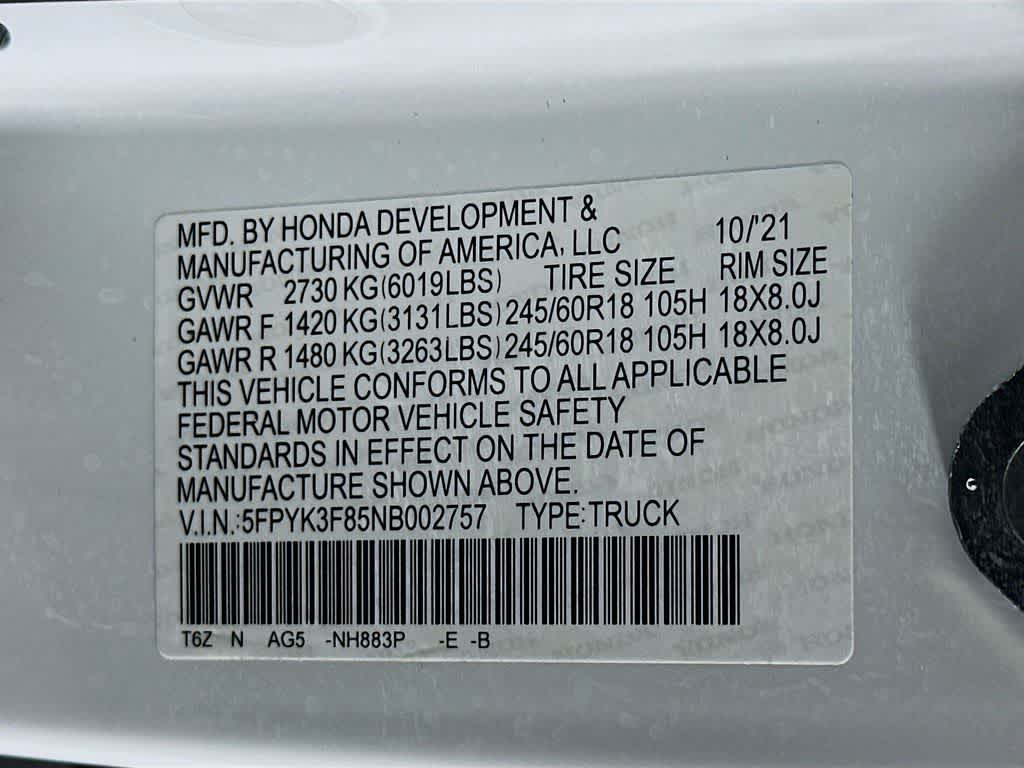 MFD. BY HONDA DEVELOPMENT &
MANUFACTURING OF AMERICA, LLC 10/'21
GVWR 2730 KG(6019LBS) TIRE SIZE RIM SIZE
GAWR F 1420 KG(3131LBS) 245/60R18 105H 18X8.0J
GAWR R 1480 KG(3263LBS) 245/60R18 105H 18X8.0J
THIS VEHICLE CONFORMS TO ALL APPLICABLE
FEDERAL MOTOR VEHICLE SAFETY
STANDARDS IN EFFECT ON THE DATE OF
MANUFACTURE SHOWN ABOVE.
V.I.N.:5FPYK3F85NB002757 TYPE:TRUCK
T6Z N AG5 -NH883P -E -B